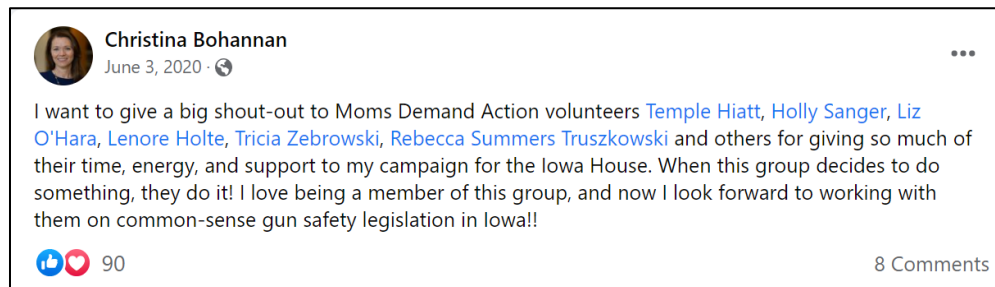 Christina Bohannan
June 3, 2020 ·
I want to give a big shout-out to Moms Demand Action volunteers Temple Hiatt, Holly Sanger, Liz
O'Hara, Lenore Holte, Tricia Zebrowski, Rebecca Summers Truszkowski and others for giving so much of
their time, energy, and support to my campaign for the Iowa House. When this group decides to do
something, they do it! I love being a member of this group, and now I look forward to working with
them on common-sense gun safety legislation in Iowa!!
90
8 Comments